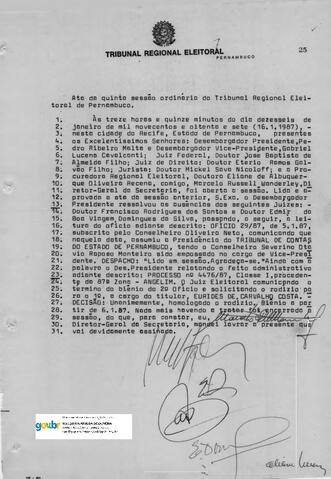 TRIBUNAL REGIONAL ELEITORAL
PERNAMBUCO
25
Ata da quinta sessão ordinária do Tribunal Regional Elei-
toral de Pernambuco.
1. Às treze horas e quinze minutos do dia dezesseis de
2. janeiro de mil novecentos e oitenta e sete (16.1.1987),
3. nesta cidade do Recife, Estado de Pernambuco, presentes
4. os Excelentíssimos Senhores: Desembargador Presidente, Pe-
5. dro Ribeiro Malta e Desembargador Vice-Presidente, Gabriel
6. Lucena Cavalcanti; Juiz Federal, Doutor Jose Baptista de
7. Almeida Filho; Juiz de Direito; Doutor Eterio Ramos Gal-
8. vão Filho; Jurista: Doutor Mickel Sava Nicoloff; e o Pro-
9. curadora Regional Eleitoral, Doutora Eliane de Albuquer-
10. que Oliveira Recena, comigo, Marcelo Russell Wanderley, Di
11. retor-Geral da Secretaria, foi aberta a sessão. Lida e a-
12. provada a ata da sessão anterior, S.Exa. o Desembargador
13. Presidente ressalvou as ausências dos seguintes Juízes:
14. Doutor Francisco Rodrigues dos Santos e Doutor Edmir do
15. Boa Viagem, Domingues da Silva, passando, a seguir, à lei-
16. tura do ofício adiante descrito: OFÍCIO 29/87, de 5.1.87,
17. subscrito pelo Conselheiro Oliveira Neto, comunicando que
18. naquela data, assumiu a Presidência do TRIBUNAL DE CONTAS
19. DO ESTADO DE PERNAMBUCO, tendo o Conselheiro Severino Ota
20. vio Raposo Monteiro sido empossado no cargo de Vice-Presi
21. dente. DESPACHO: "Lido em sessão. Agradeça-se." Ainda com a
22. palavra o Des. Presidente relatando o feito administrativo
23. adiante descrito: PROCESSO nº 4476/87, Classe I, proceden-
24. te da 87ª Zona - ANGELIM. O Juiz Eleitoral comunicando o
25. término do biênio do 2º Ofício e solicitando o rodízio pa
26. ra o 1º, a cargo do titular, EURIDES DE CARVALHO COSTA. -
27. DECISÃO: Unanimemente, homologado o rodízio, biênio a par
28. tir de 6.1.87. Nada mais havendo a tratar foi encerrada a
29. sessão, do que, para constar, eu,
30. Diretor-Geral da Secretaria, mandei lavrar a presente que
31. vai devidamente assinada.